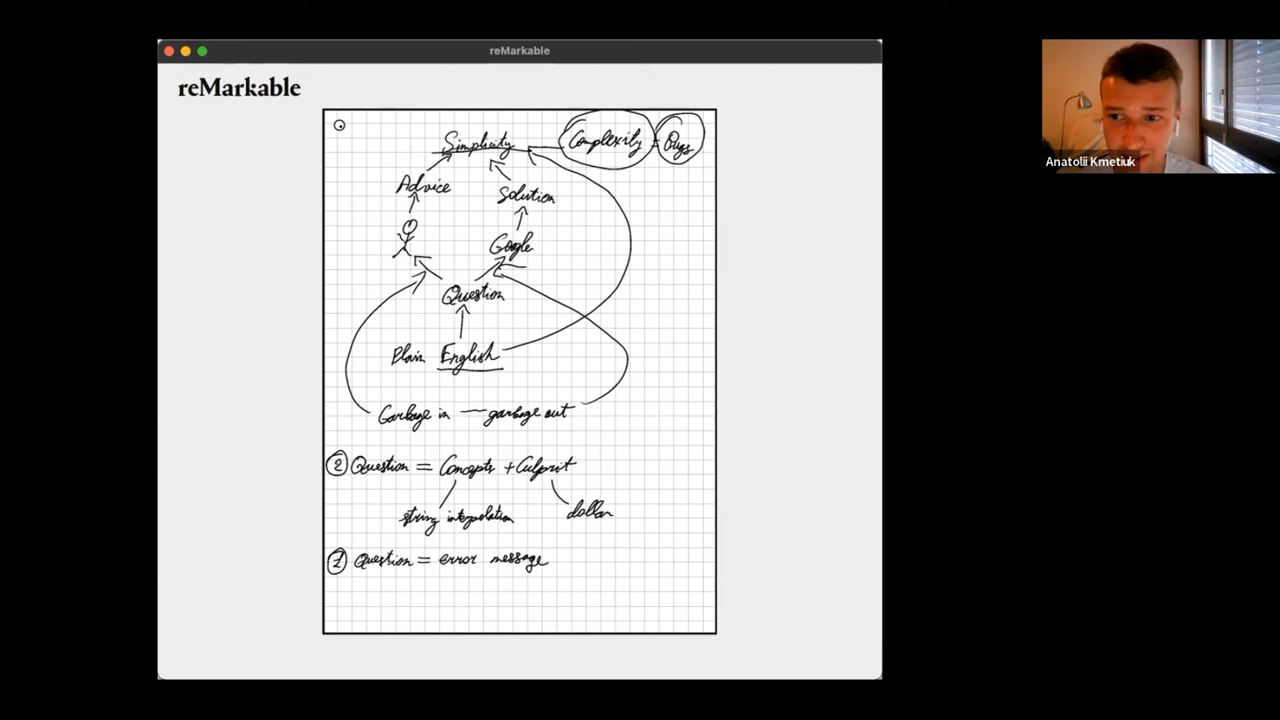 reMarkable
reMarkable
Simplicity Complexity = Bugs
Advice Solution
Google
Question
Plain English
Garbage in — garbage out
2 Question = Concepts + Culprit
string interpolation dollar
1 Question = error message
Anatolii Kmetiuk